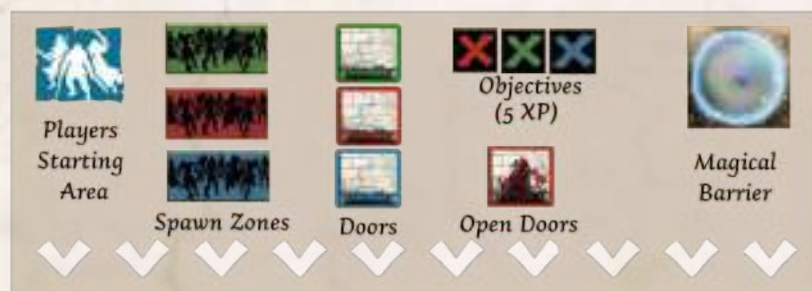 Players
Starting
Area
Spawn Zones
Doors
Objectives
(5 XP)
Open Doors
Magical
Barrier